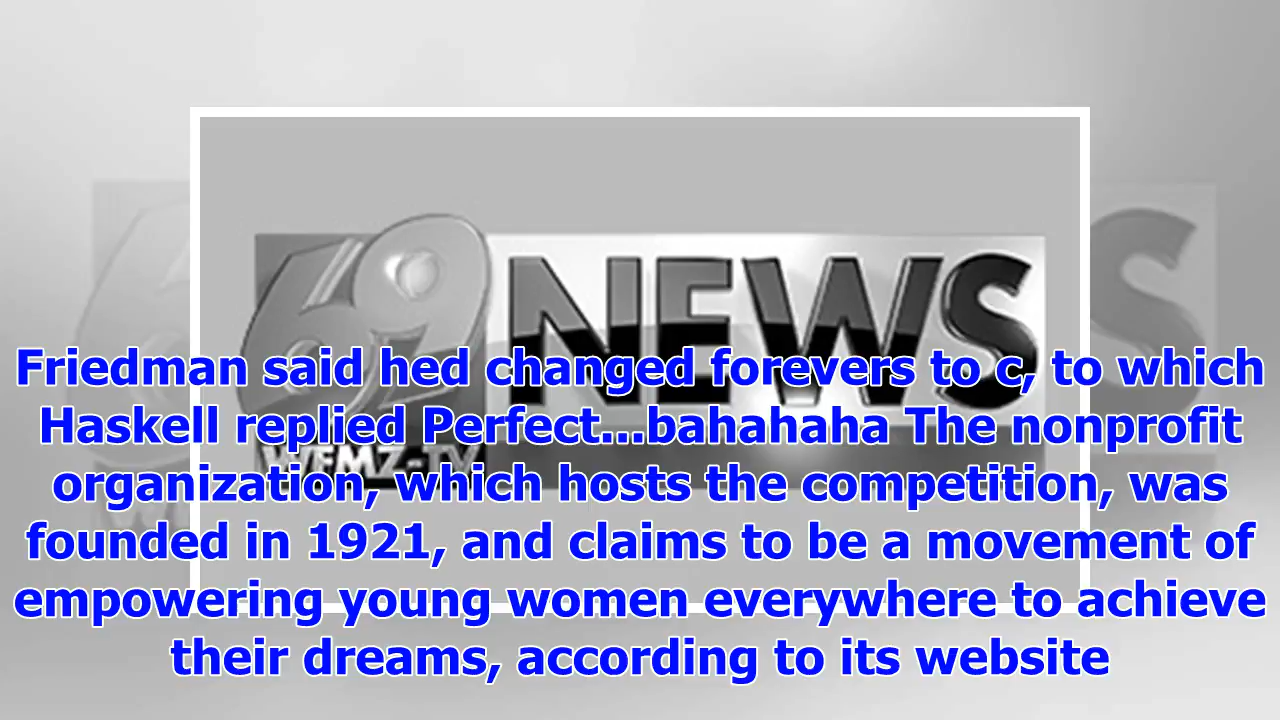 69 NEWS
WFMZ-TV
Friedman said hed changed forevers to c, to which
Haskell replied Perfect...bahahaha The nonprofit
organization, which hosts the competition, was
founded in 1921, and claims to be a movement of
empowering young women everywhere to achieve
their dreams, according to its website